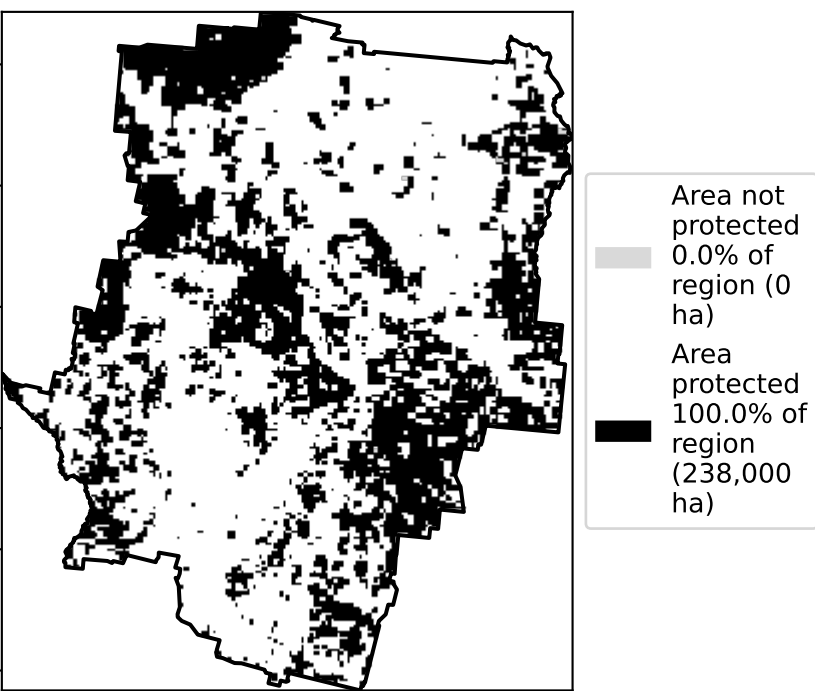 Area not
protected
0.0% of
region (0
ha)
Area
protected
100.0% of
region
(238,000
ha)